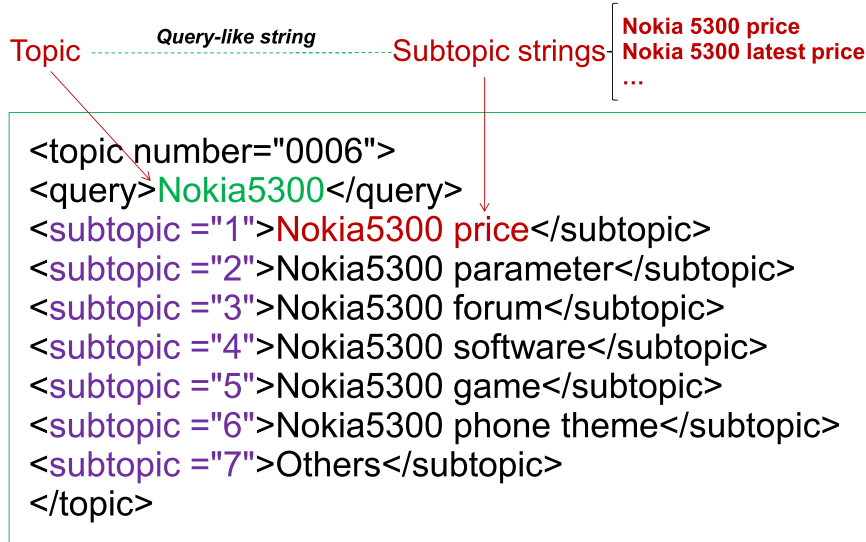 Topic
Query-like string
Subtopic strings
Nokia 5300 price
Nokia 5300 latest price
...
<topic number="0006">
<query>Nokia5300</query>
<subtopic ="1">Nokia5300 price</subtopic>
<subtopic ="2">Nokia5300 parameter</subtopic>
<subtopic ="3">Nokia5300 forum</subtopic>
<subtopic ="4">Nokia5300 software</subtopic>
<subtopic ="5">Nokia5300 game</subtopic>
<subtopic ="6">Nokia5300 phone theme</subtopic>
<subtopic ="7">Others</subtopic>
</topic>